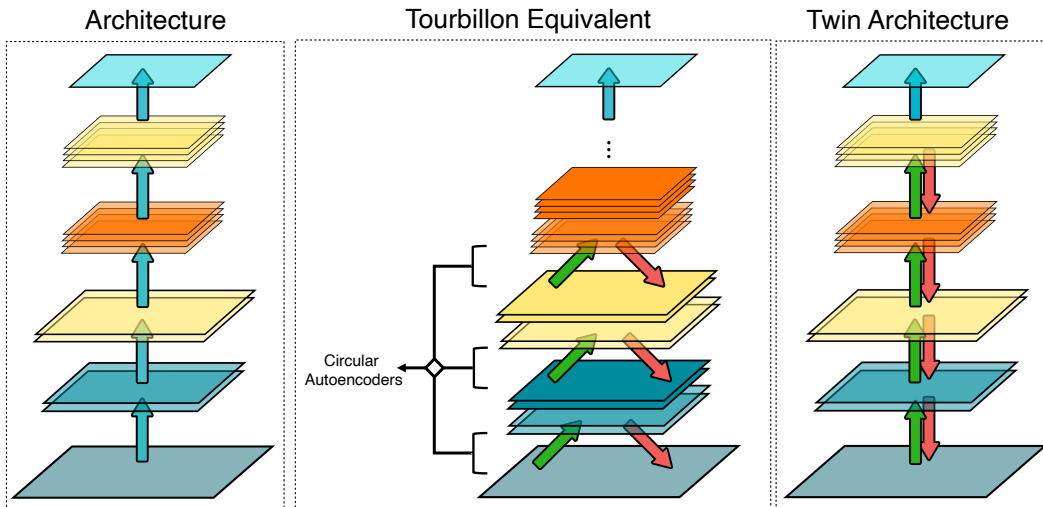 Architecture
Tourbillon Equivalent
Twin Architecture
Circular
Autoencoders